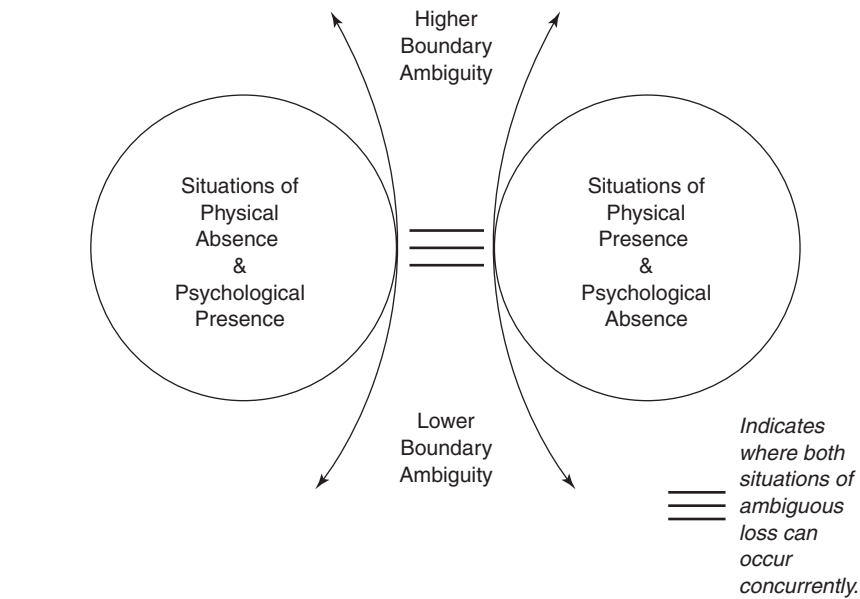 Higher
Boundary
Ambiguity
Situations of
Physical
Absence
&
Psychological
Presence
Situations of
Physical
Presence
&
Psychological
Absence
Lower
Boundary
Ambiguity
Indicates
where both
situations of
ambiguous
loss can
occur
concurrently.